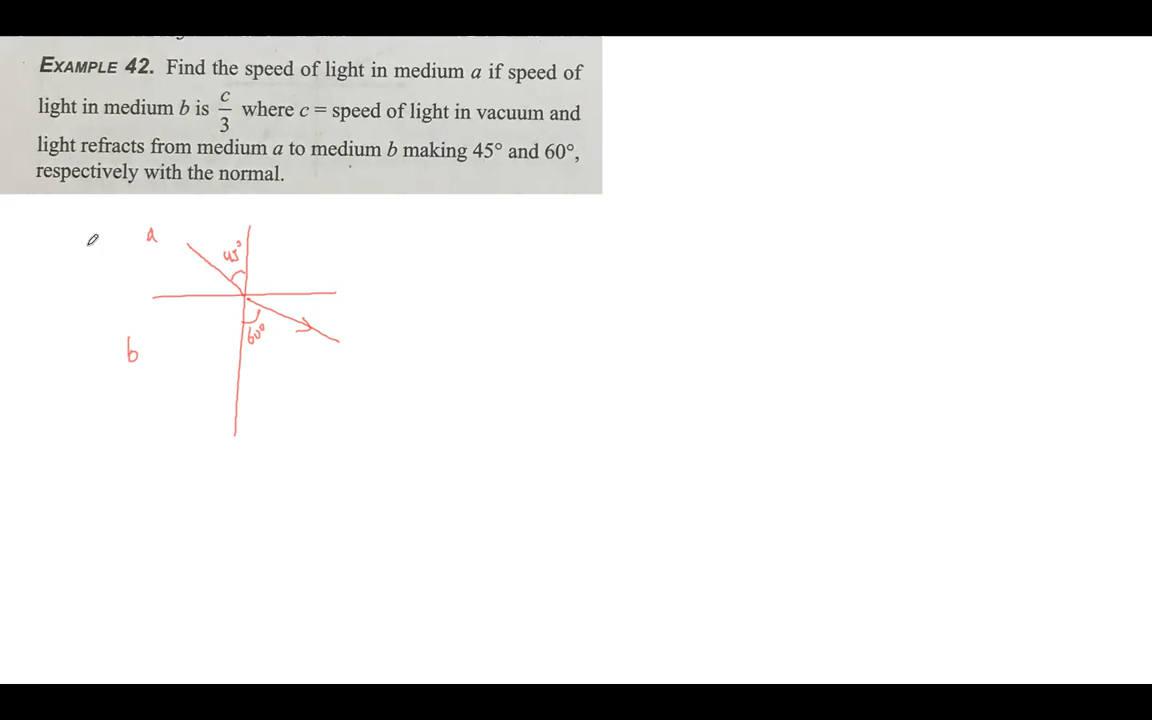 EXAMPLE 42. Find the speed of light in medium a if speed of
light in medium b is c/3 where c = speed of light in vacuum and
light refracts from medium a to medium b making 45° and 60°,
respectively with the normal.
a
45°
60°
b